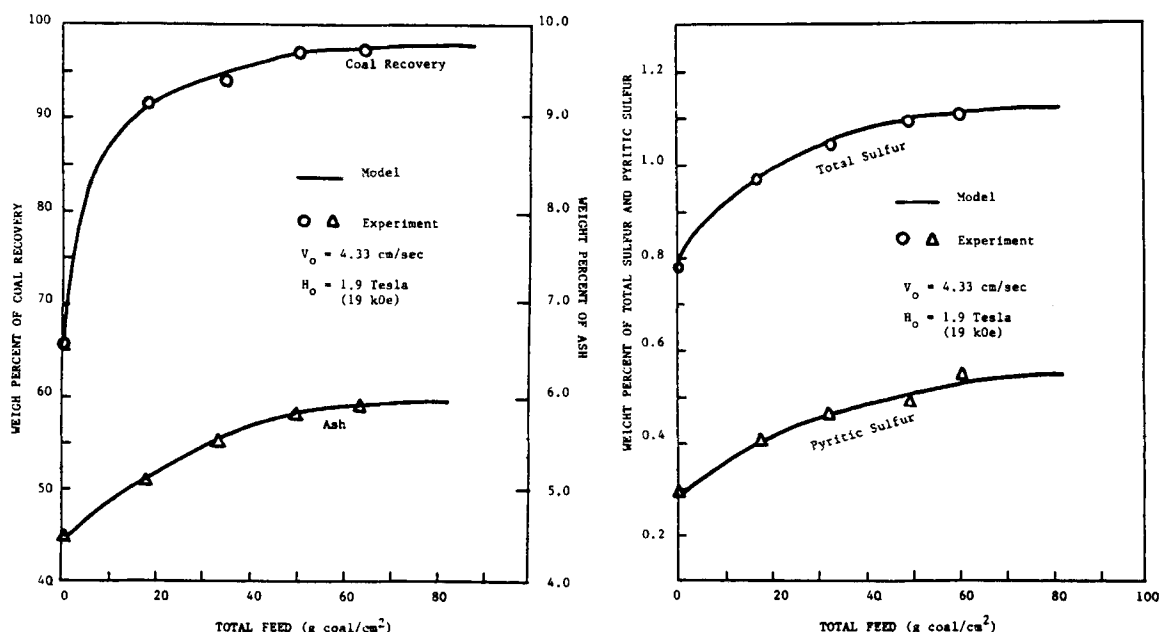 WEIGH PERCENT OF COAL RECOVERY
100
90
80
70
60
50
40
Coal Recovery
Model
Experiment
V_o = 4.33 cm/sec
H_o = 1.9 Tesla
(19 kOe)
Ash
10.0
9.0
8.0
7.0
6.0
5.0
4.0
WEIGHT PERCENT OF ASH
0 20 40 60 80
TOTAL FEED (g coal/cm²)
WEIGHT PERCENT OF TOTAL SULFUR AND PYRITIC SULFUR
1.2
1.0
0.8
0.6
0.4
0.2
Total Sulfur
Model
Experiment
V_o = 4.33 cm/sec
H_o = 1.9 Tesla
(19 kOe)
Pyritic Sulfur
0 20 40 60 80 100
TOTAL FEED (g coal/cm²)